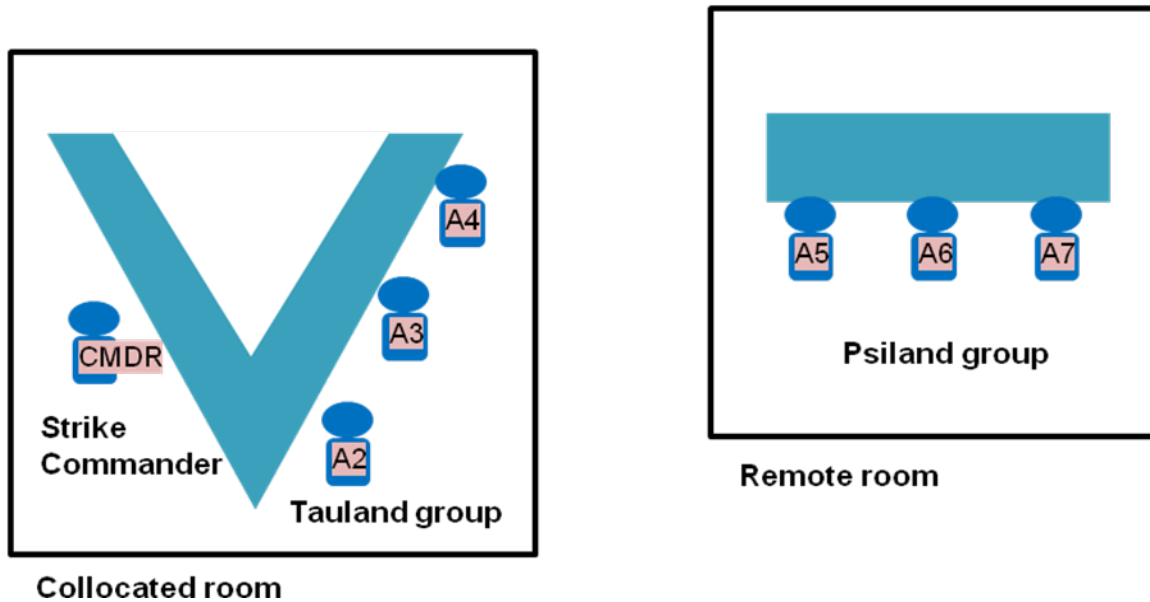 A4
A3
CMDR
Strike
Commander
A2
Tauland group
Collocated room
A5
A6
A7
Psiland group
Remote room